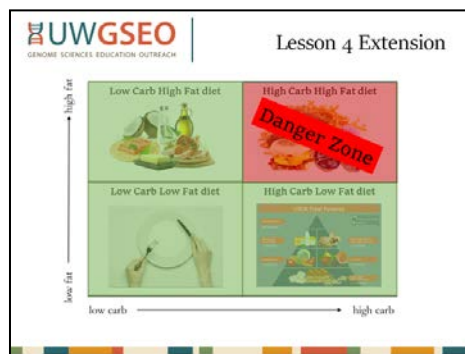 UWGSEO
GENOME SCIENCES EDUCATION OUTREACH
Lesson 4 Extension
high fat
Low Carb High Fat diet
High Carb High Fat diet
Danger Zone
Low Carb Low Fat diet
High Carb Low Fat diet
low fat
low carb
high carb